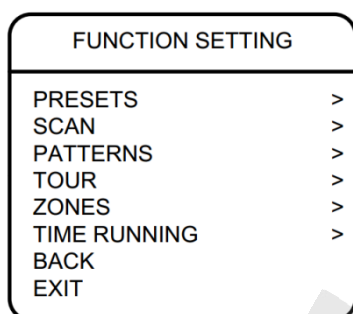 FUNCTION SETTING
PRESETS >
SCAN >
PATTERNS >
TOUR >
ZONES >
TIME RUNNING >
BACK
EXIT